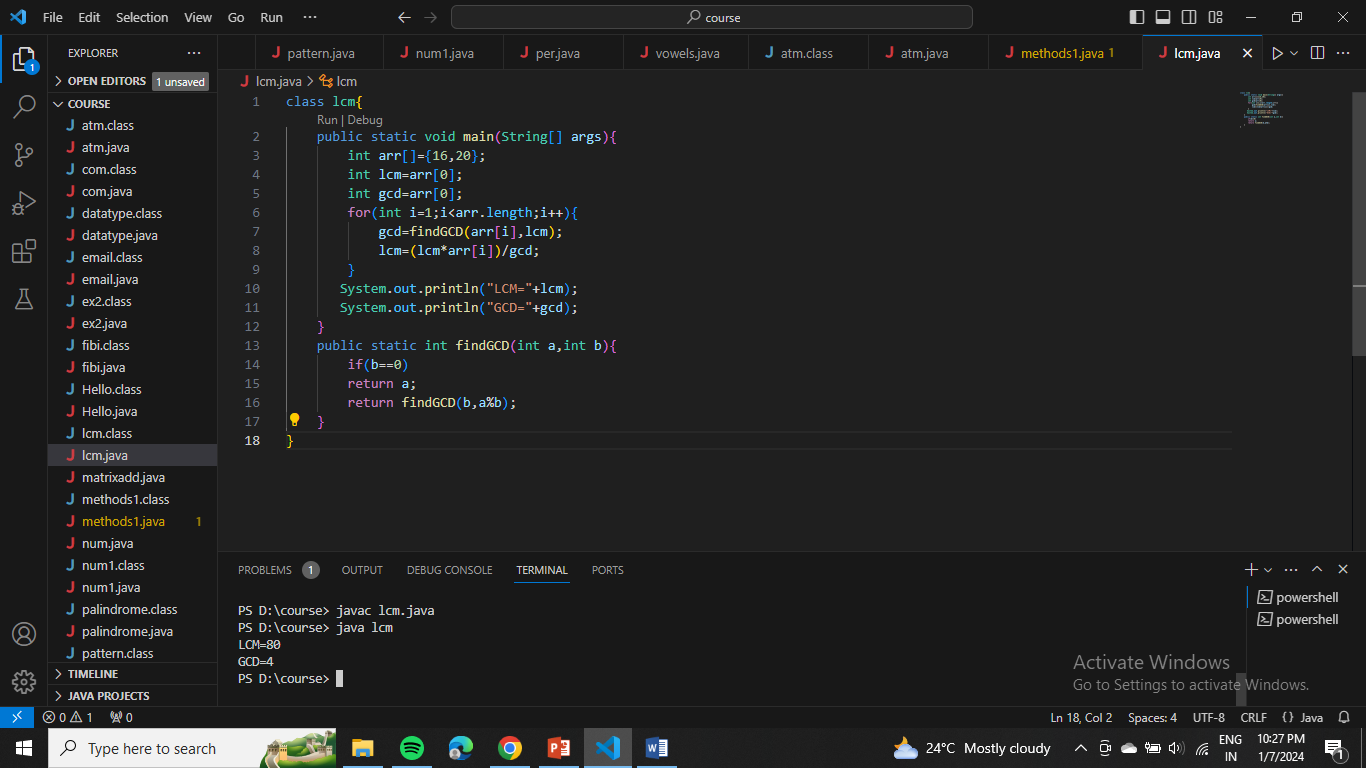 File Edit Selection View Go Run ··· course
EXPLORER ···
OPEN EDITORS 1 unsaved
COURSE
atm.class
atm.java
com.class
com.java
datatype.class
datatype.java
email.class
email.java
ex2.class
ex2.java
fibi.class
fibi.java
Hello.class
Hello.java
lcm.class
lcm.java
matrixadd.java
methods1.class
methods1.java 1
num.java
num1.class
num1.java
palindrome.class
palindrome.java
pattern.class
TIMELINE
JAVA PROJECTS
pattern.java num1.java per.java vowels.java atm.class atm.java methods1.java 1 lcm.java
lcm.java > lcm
1 class lcm{
Run | Debug
2 public static void main(String[] args){
3 int arr[]={16,20};
4 int lcm=arr[0];
5 int gcd=arr[0];
6 for(int i=1;i<arr.length;i++){
7 gcd=findGCD(arr[i],lcm);
8 lcm=(lcm*arr[i])/gcd;
9 }
10 System.out.println("LCM="+lcm);
11 System.out.println("GCD="+gcd);
12 }
13 public static int findGCD(int a,int b){
14 if(b==0)
15 return a;
16 return findGCD(b,a%b);
17 }
18 }
PROBLEMS 1 OUTPUT DEBUG CONSOLE TERMINAL PORTS
PS D:\course> javac lcm.java
PS D:\course> java lcm
LCM=80
GCD=4
PS D:\course>
powershell
powershell
Activate Windows
Go to Settings to activate Windows.
0 1 0 Ln 18, Col 2 Spaces: 4 UTF-8 CRLF {} Java
Type here to search 24°C Mostly cloudy ENG IN 10:27 PM 1/7/2024 1